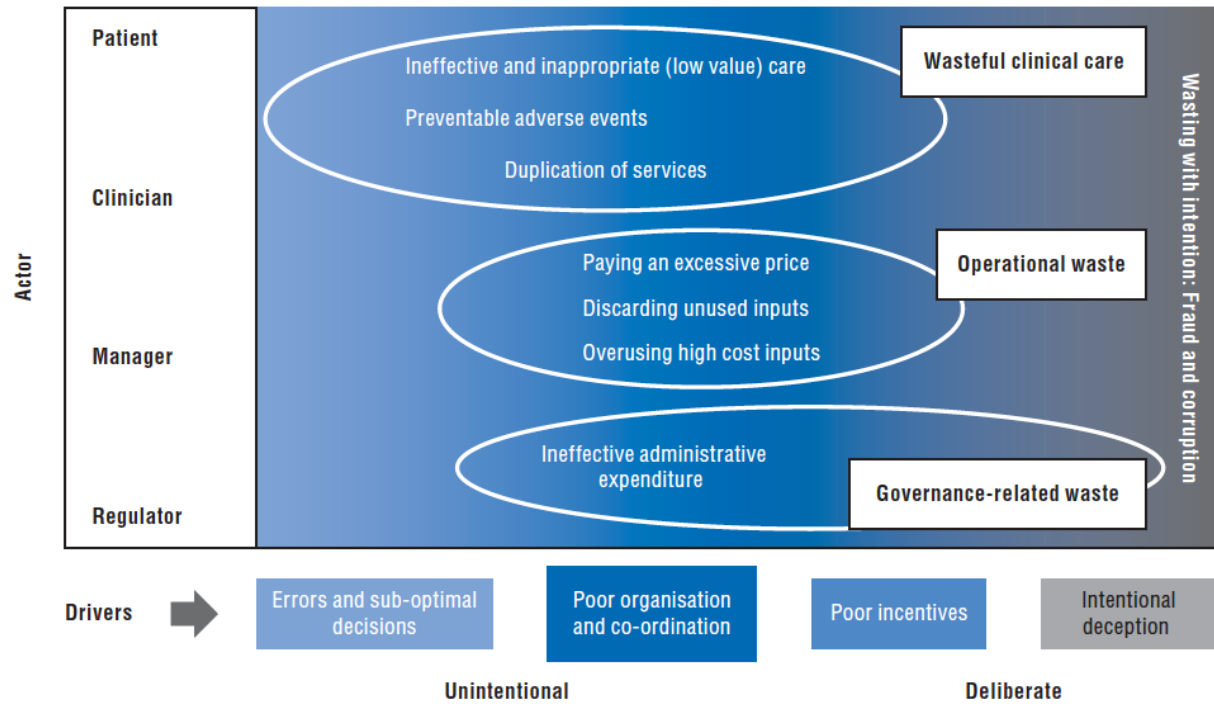 Patient
Ineffective and inappropriate (low value) care
Wasteful clinical care
Preventable adverse events
Duplication of services
Clinician
Actor
Paying an excessive price
Operational waste
Discarding unused inputs
Manager
Overusing high cost inputs
Wasting with intention: Fraud and corruption
Ineffective administrative
expenditure
Governance-related waste
Regulator
Drivers
Errors and sub-optimal
decisions
Poor organisation
and co-ordination
Poor incentives
Intentional
deception
Unintentional
Deliberate